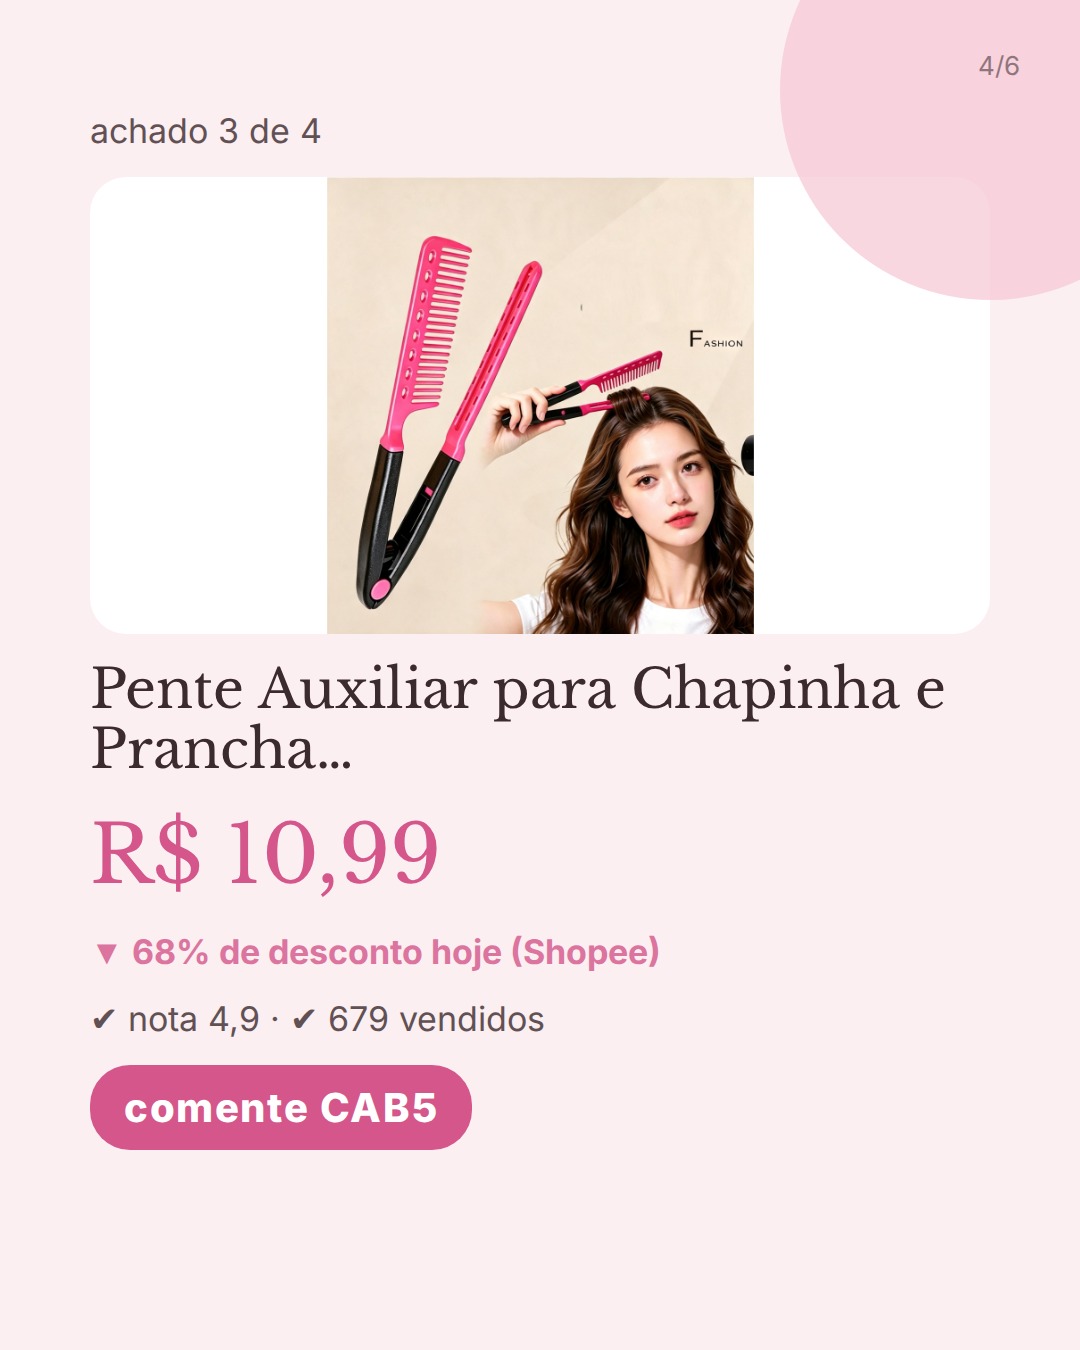 4/6
achado 3 de 4
FASHION
Pente Auxiliar para Chapinha e
Prancha...
R$ 10,99
▼ 68% de desconto hoje (Shopee)
✔ nota 4,9 · ✔ 679 vendidos
comente CAB5